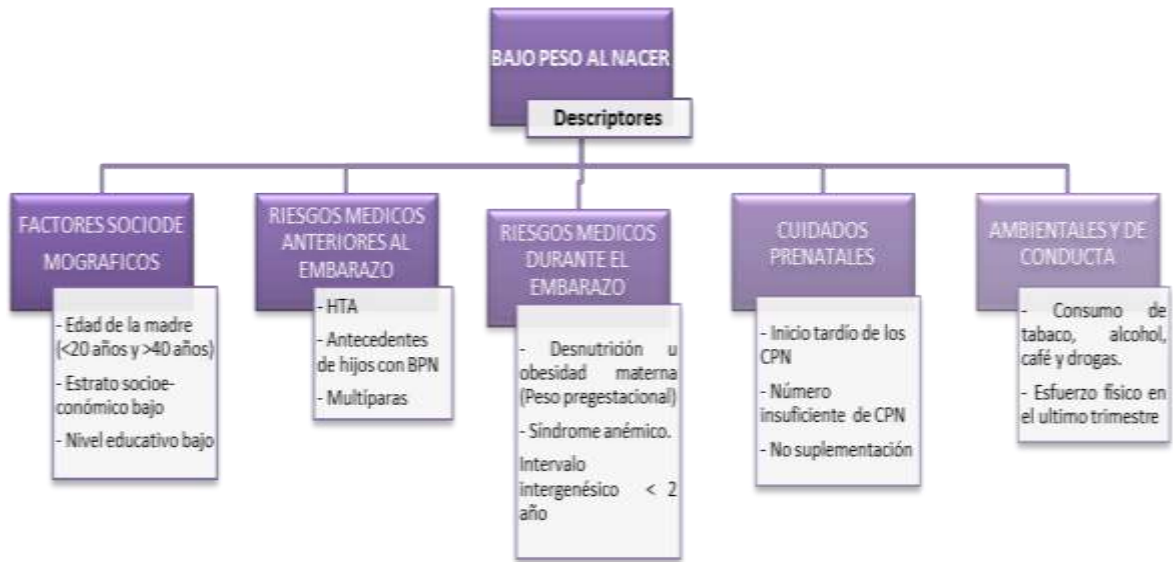 BAJO PESO AL NACER
Descriptores
FACTORES SOCIODE
MOGRAFICOS
- Edad de la madre
(<20 años y >40 años)
- Estrato socioe-
conómico bajo
- Nivel educativo bajo
RIESGOS MEDICOS
ANTERIORES AL
EMBARAZO
- HTA
- Antecedentes
de hijos con BPN
- Multíparas
RIESGOS MEDICOS
DURANTE EL
EMBARAZO
- Desnutrición u
obesidad materna
(Peso pregestacional)
- Síndrome anémico.
Intervalo
intergenésico < 2
año
CUIDADOS
PRENATALES
- Inicio tardío de los
CPN
- Número
insuficiente de CPN
- No suplementación
AMBIENTALES Y DE
CONDUCTA
- Consumo de
tabaco, alcohol,
café y drogas.
- Esfuerzo físico en
el ultimo trimestre